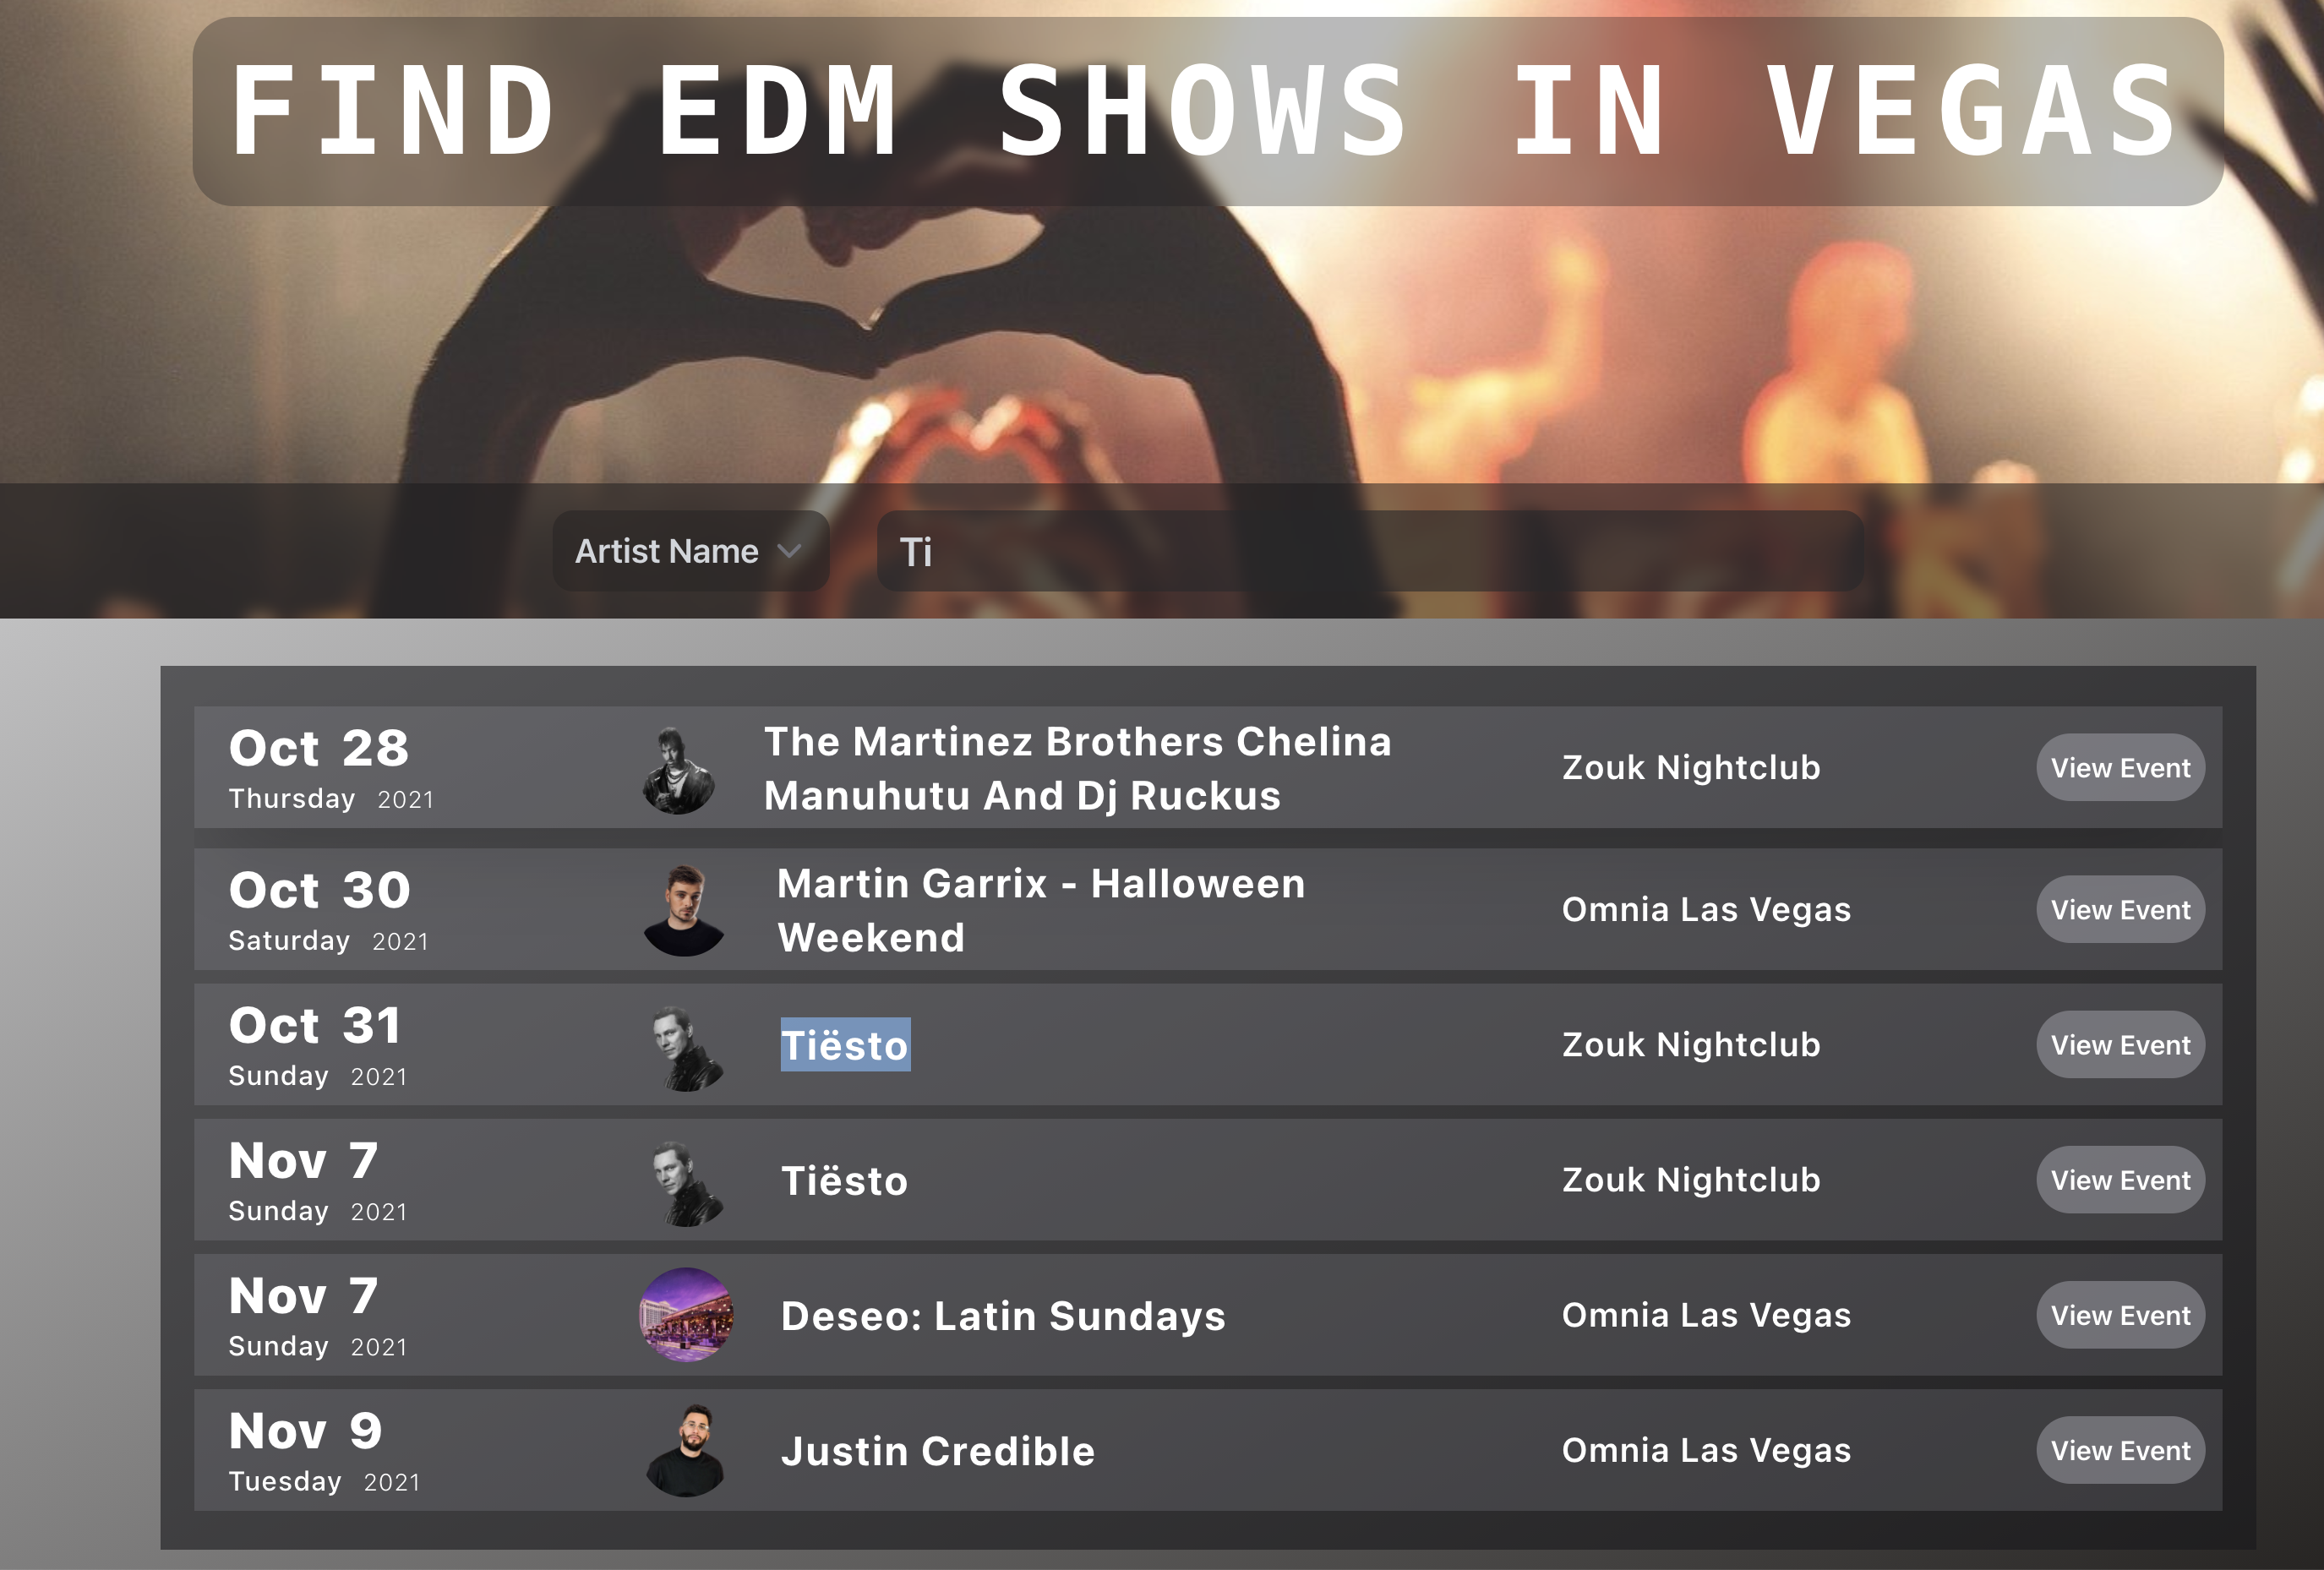 FIND EDM SHOWS IN VEGAS
Artist Name
Ti
Oct 28
Thursday 2021
The Martinez Brothers Chelina
Manuhutu And Dj Ruckus
Zouk Nightclub
View Event
Oct 30
Saturday 2021
Martin Garrix - Halloween
Weekend
Omnia Las Vegas
View Event
Oct 31
Sunday 2021
Tiësto
Zouk Nightclub
View Event
Nov 7
Sunday 2021
Tiësto
Zouk Nightclub
View Event
Nov 7
Sunday 2021
Deseo: Latin Sundays
Omnia Las Vegas
View Event
Nov 9
Tuesday 2021
Justin Credible
Omnia Las Vegas
View Event